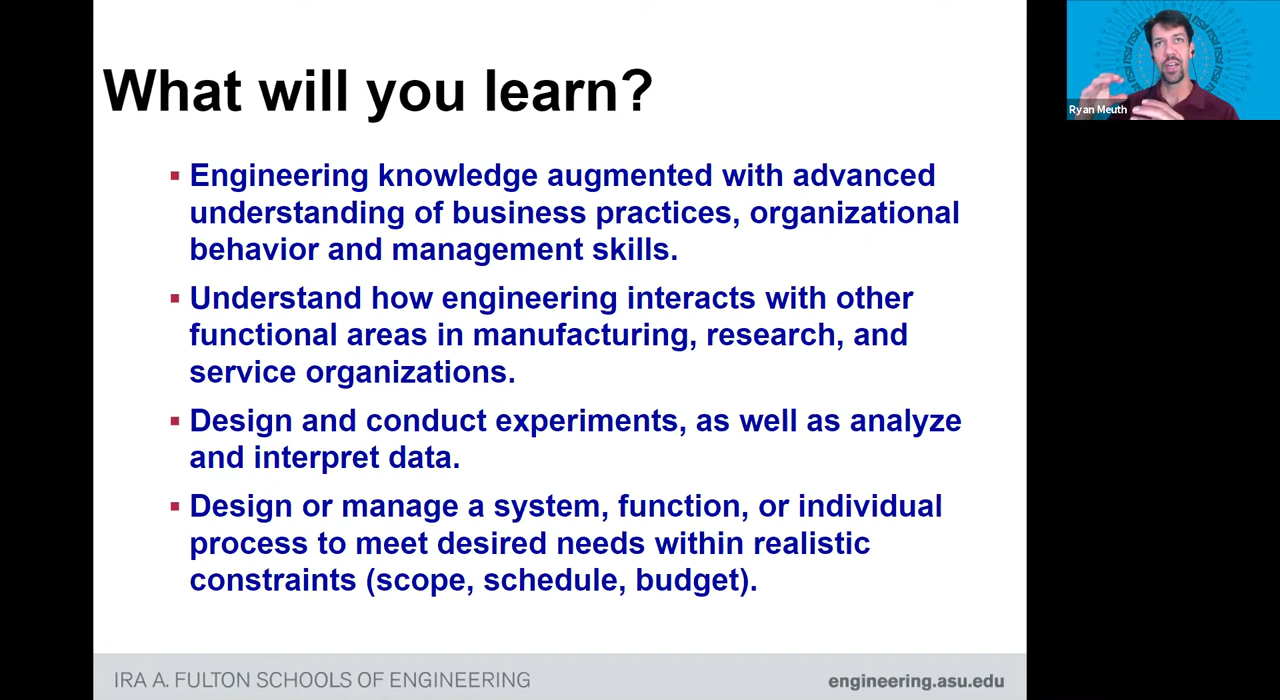 What will you learn?
Engineering knowledge augmented with advanced
understanding of business practices, organizational
behavior and management skills.
Understand how engineering interacts with other
functional areas in manufacturing, research, and
service organizations.
Design and conduct experiments, as well as analyze
and interpret data.
Design or manage a system, function, or individual
process to meet desired needs within realistic
constraints (scope, schedule, budget).
IRA A. FULTON SCHOOLS OF ENGINEERING
engineering.asu.edu
Ryan Meuth